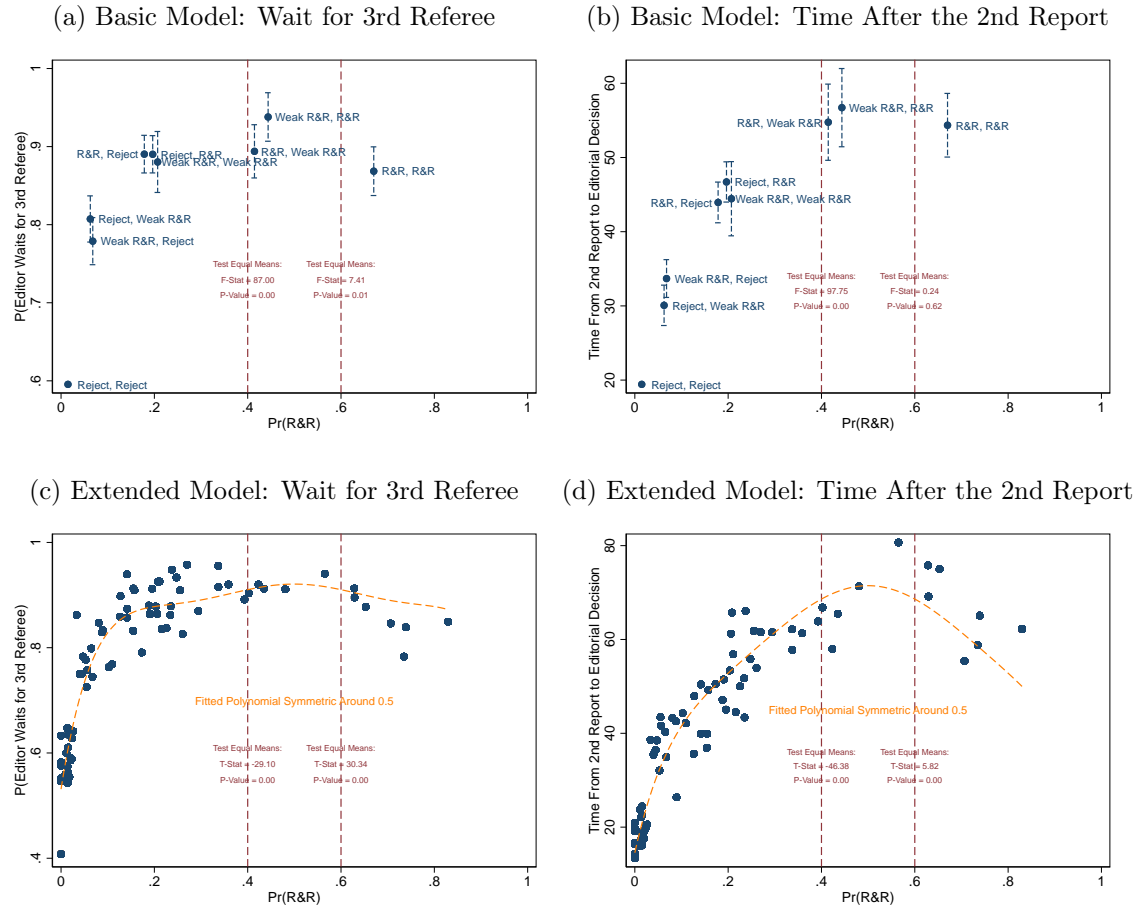 (a) Basic Model: Wait for 3rd Referee
P(Editor Waits for 3rd Referee)
1
.9
.8
.7
.6
Weak R&R, R&R
R&R, Reject
Reject, R&R
Weak R&R, Weak R&R
R&R, Weak R&R
R&R, R&R
Reject, Weak R&R
Weak R&R, Reject
Test Equal Means:
F-Stat = 87.00
P-Value = 0.00
Test Equal Means:
F-Stat = 7.41
P-Value = 0.01
Reject, Reject
0
.2
.4
.6
.8
1
Pr(R&R)
(b) Basic Model: Time After the 2nd Report
Time From 2nd Report to Editorial Decision
60
50
40
30
20
Weak R&R, R&R
R&R, Weak R&R
R&R, R&R
Reject, R&R
R&R, Reject
Weak R&R, Weak R&R
Weak R&R, Reject
Reject, Weak R&R
Test Equal Means:
F-Stat = 97.75
P-Value = 0.00
Test Equal Means:
F-Stat = 0.24
P-Value = 0.62
Reject, Reject
0
.2
.4
.6
.8
1
Pr(R&R)
(c) Extended Model: Wait for 3rd Referee
P(Editor Waits for 3rd Referee)
1
.8
.6
.4
Fitted Polynomial Symmetric Around 0.5
Test Equal Means:
T-Stat = -29.10
P-Value = 0.00
Test Equal Means:
T-Stat = 30.34
P-Value = 0.00
0
.2
.4
.6
.8
1
Pr(R&R)
(d) Extended Model: Time After the 2nd Report
Time From 2nd Report to Editorial Decision
80
60
40
20
Fitted Polynomial Symmetric Around 0.5
Test Equal Means:
T-Stat = -46.38
P-Value = 0.00
Test Equal Means:
T-Stat = 5.82
P-Value = 0.00
0
.2
.4
.6
.8
1
Pr(R&R)